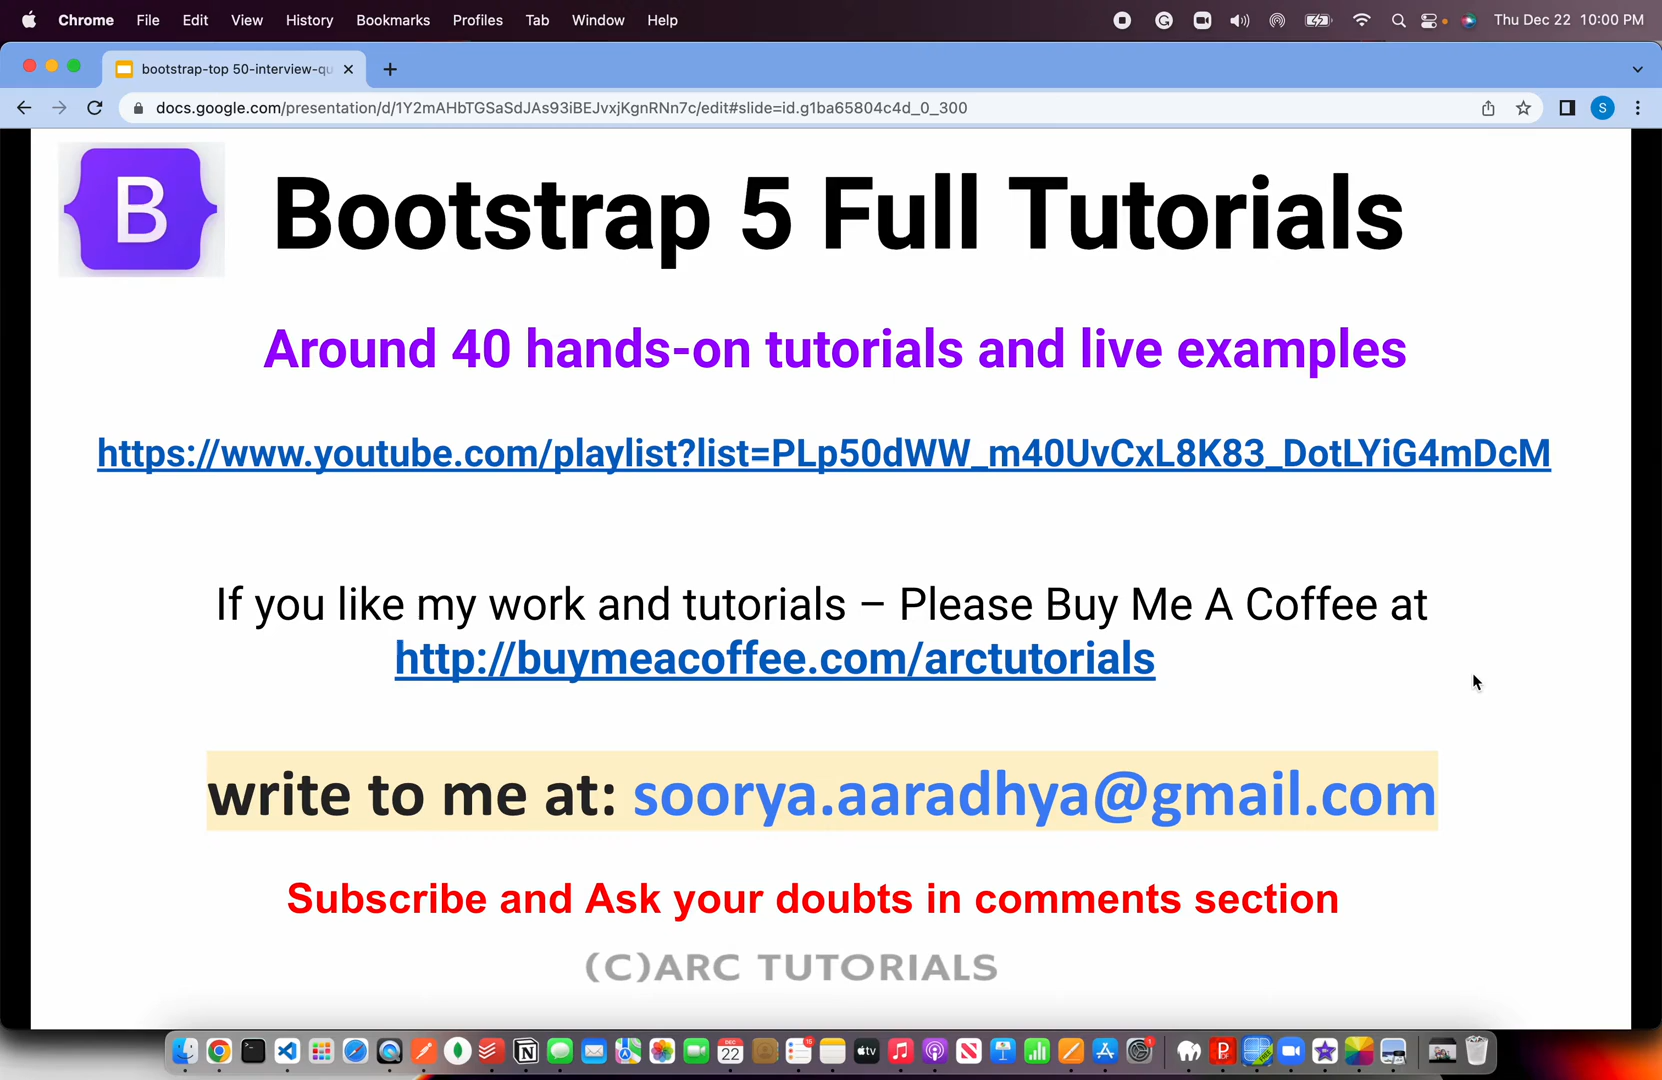 Chrome File Edit View History Bookmarks Profiles Tab Window Help Thu Dec 22 10:00 PM
bootstrap-top 50-interview-qu
docs.google.com/presentation/d/1Y2mAHbTGSaSdJAs93iBEJvxjKgnRNn7c/edit#slide=id.g1ba65804c4d_0_300
S
B
Bootstrap 5 Full Tutorials
Around 40 hands-on tutorials and live examples
https://www.youtube.com/playlist?list=PLp50dWW_m40UvCxL8K83_DotLYiG4mDcM
If you like my work and tutorials – Please Buy Me A Coffee at
http://buymeacoffee.com/arctutorials
write to me at: soorya.aaradhya@gmail.com
Subscribe and Ask your doubts in comments section
(C)ARC TUTORIALS